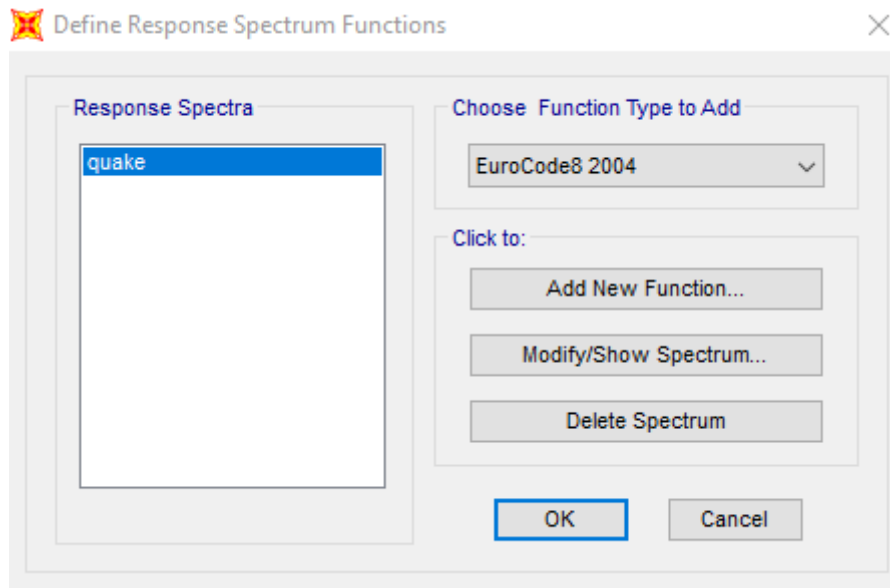 Define Response Spectrum Functions
Response Spectra
quake
Choose Function Type to Add
EuroCode8 2004
Click to:
Add New Function...
Modify/Show Spectrum...
Delete Spectrum
OK
Cancel